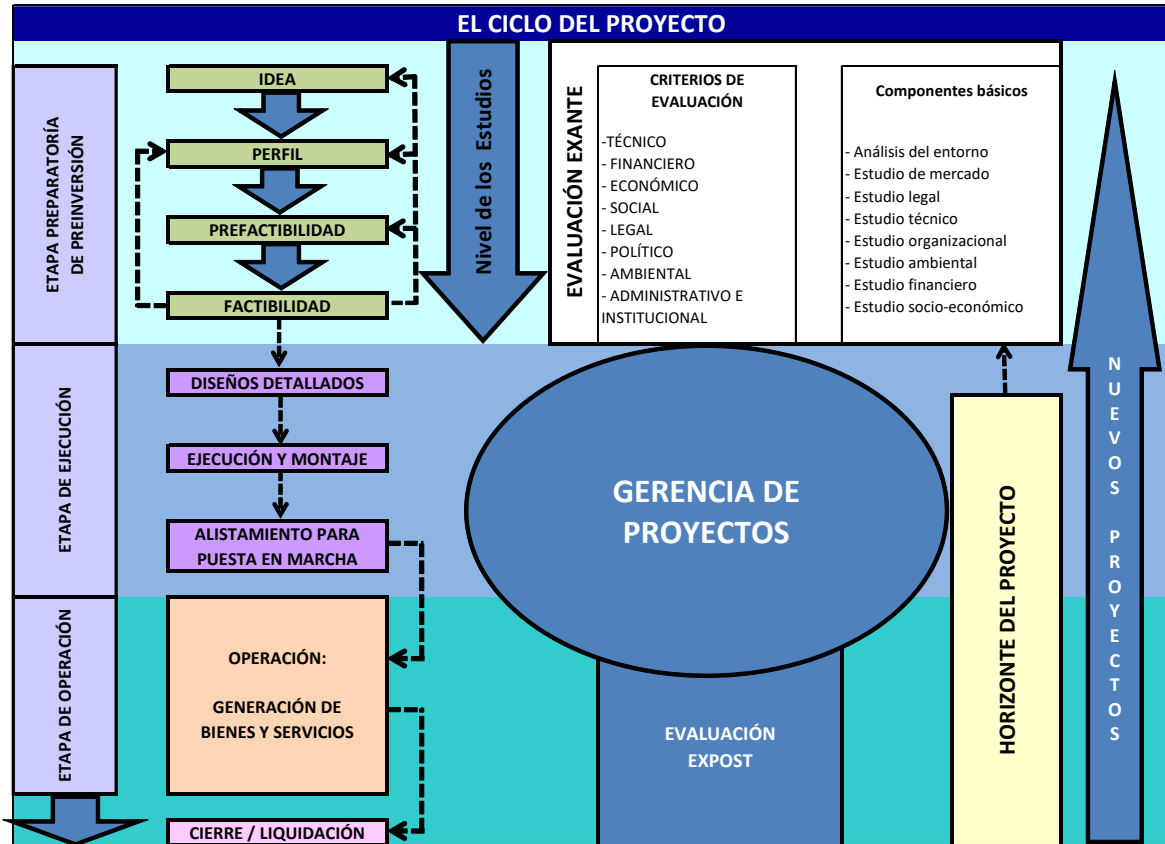 EL CICLO DEL PROYECTO
ETAPA PREPARATORÍA
DE PREINVERSIÓN
IDEA
PERFIL
PREFACTIBILIDAD
FACTIBILIDAD
Nivel de los Estudios
EVALUACIÓN EXANTE
CRITERIOS DE
EVALUACIÓN
-TÉCNICO
- FINANCIERO
- ECONÓMICO
- SOCIAL
- LEGAL
- POLÍTICO
- AMBIENTAL
- ADMINISTRATIVO E
INSTITUCIONAL
Componentes básicos
- Análisis del entorno
- Estudio de mercado
- Estudio legal
- Estudio técnico
- Estudio organizacional
- Estudio ambiental
- Estudio financiero
- Estudio socio-económico
ETAPA DE EJECUCIÓN
DISEÑOS DETALLADOS
EJECUCIÓN Y MONTAJE
ALISTAMIENTO PARA
PUESTA EN MARCHA
GERENCIA DE
PROYECTOS
HORIZONTE DEL PROYECTO
NUEVOS PROYECTOS
ETAPA DE OPERACIÓN
OPERACIÓN:
GENERACIÓN DE
BIENES Y SERVICIOS
EVALUACIÓN
EXPOST
CIERRE / LIQUIDACIÓN